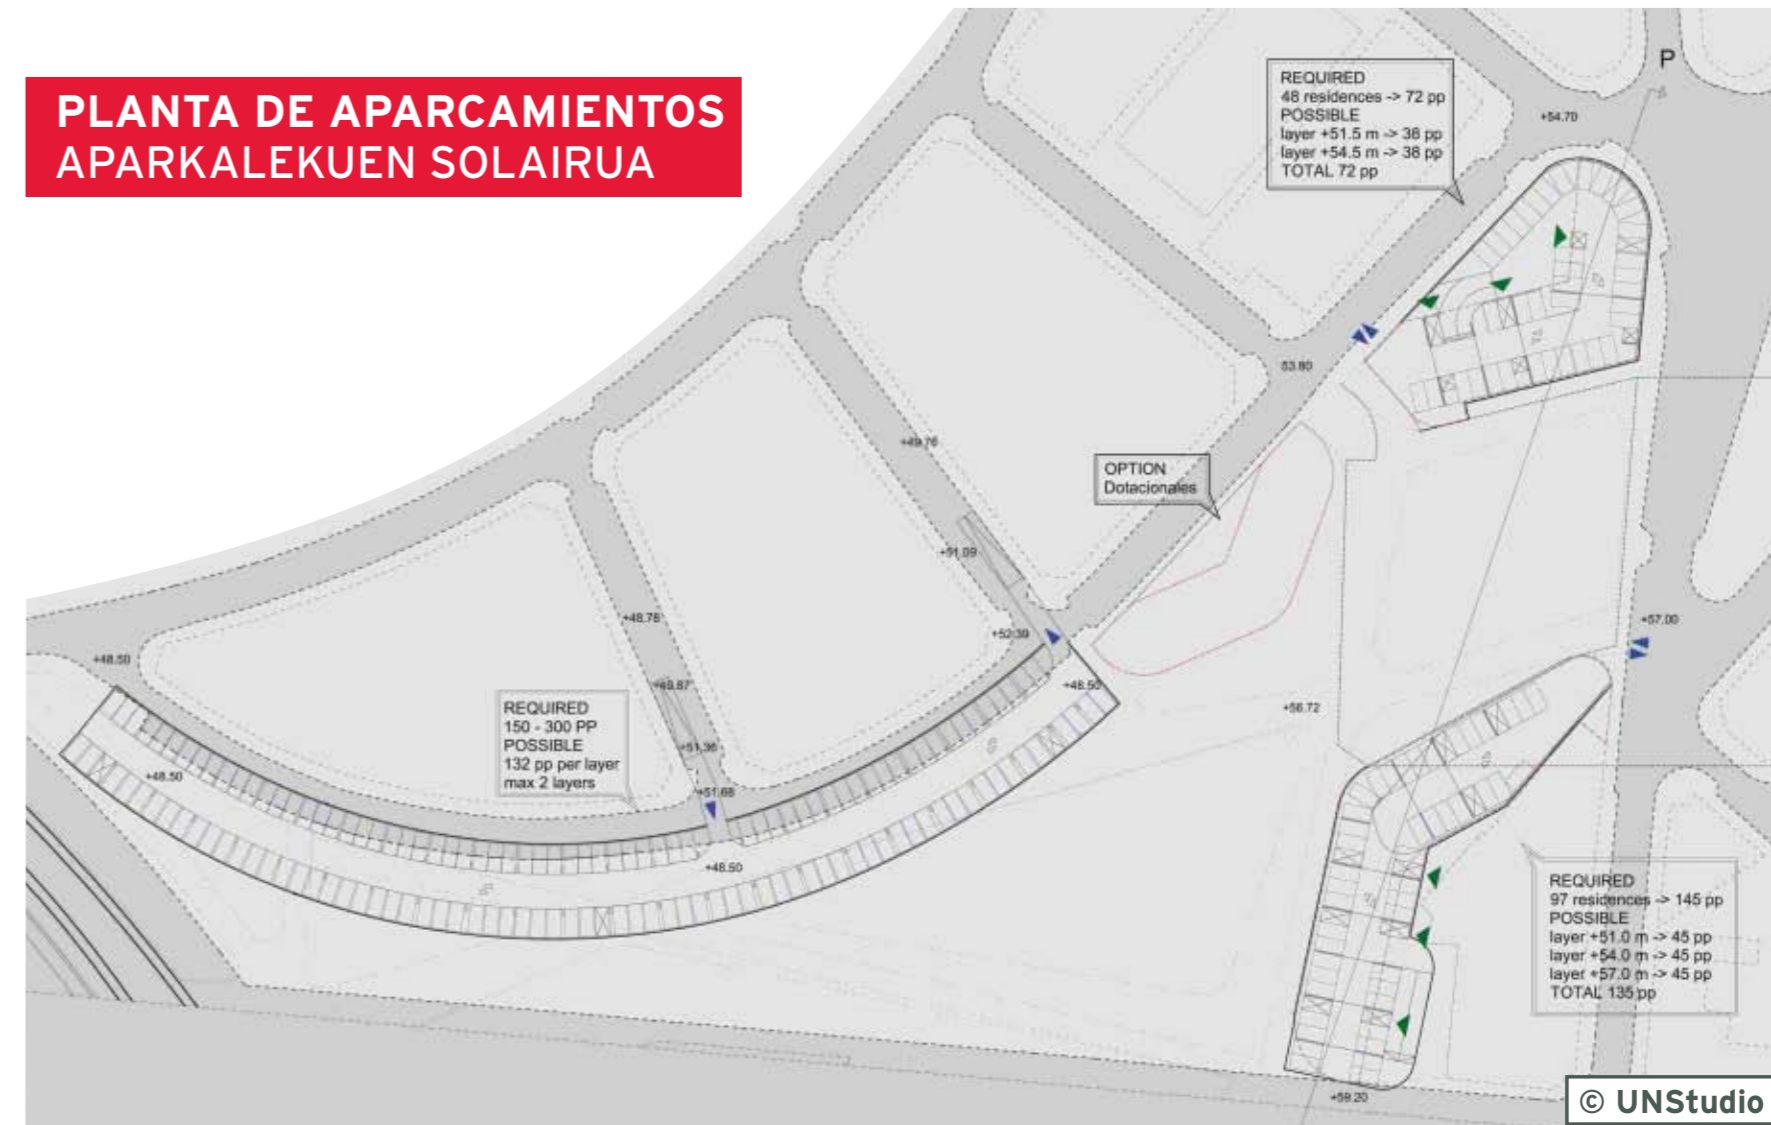 PLANTA DE APARCAMIENTOS
APARKALEKUEN SOLAIRUA
P
REQUIRED
48 residences -> 72 pp
POSSIBLE
layer +51.5 m -> 38 pp
layer +54.5 m -> 38 pp
TOTAL 72 pp
+54.70
53.80
+49.76
OPTION
Dotacionales
+51.09
+48.76
+52.39
+57.00
+48.50
+49.87
+48.50
+56.72
REQUIRED
150 - 300 PP
POSSIBLE
132 pp per layer
max 2 layers
+51.36
+48.50
+51.68
+48.50
REQUIRED
97 residences -> 145 pp
POSSIBLE
layer +51.0 m -> 45 pp
layer +54.0 m -> 45 pp
layer +57.0 m -> 45 pp
TOTAL 135 pp
+59.20
© UNStudio